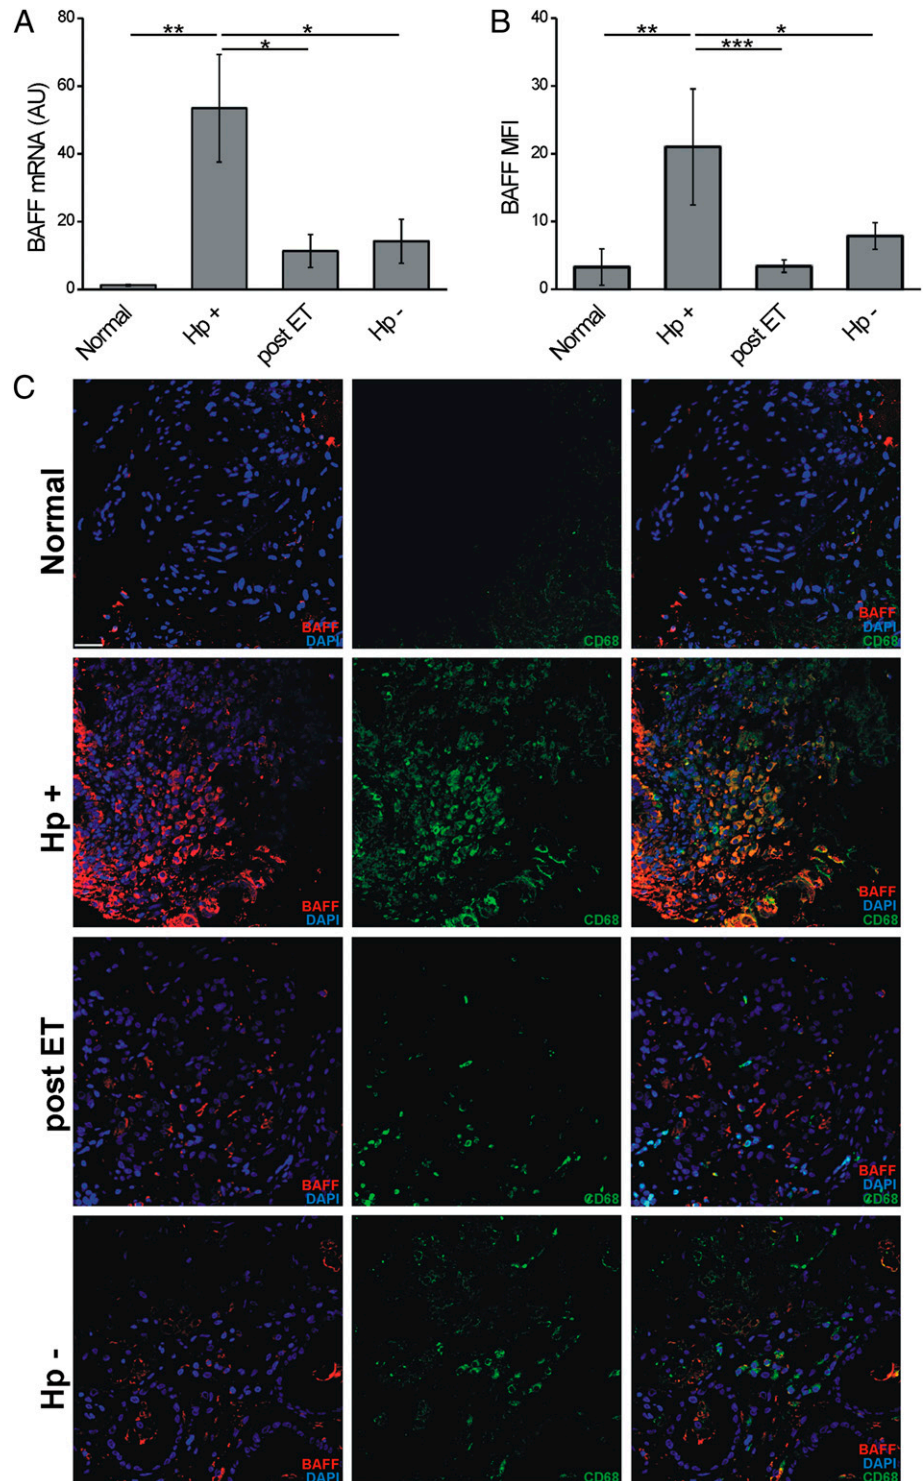 A
80
60
40
20
0
BAFF mRNA (AU)
**
*
*
Normal
Hp +
post ET
Hp -
B
40
30
20
10
0
BAFF MFI
**
*
***
Normal
Hp +
post ET
Hp -
C
Normal
BAFF
DAPI
CD68
BAFF
DAPI
CD68
Hp +
BAFF
DAPI
CD68
BAFF
DAPI
CD68
post ET
BAFF
DAPI
CD68
BAFF
DAPI
CD68
Hp -
BAFF
DAPI
CD68
BAFF
DAPI
CD68